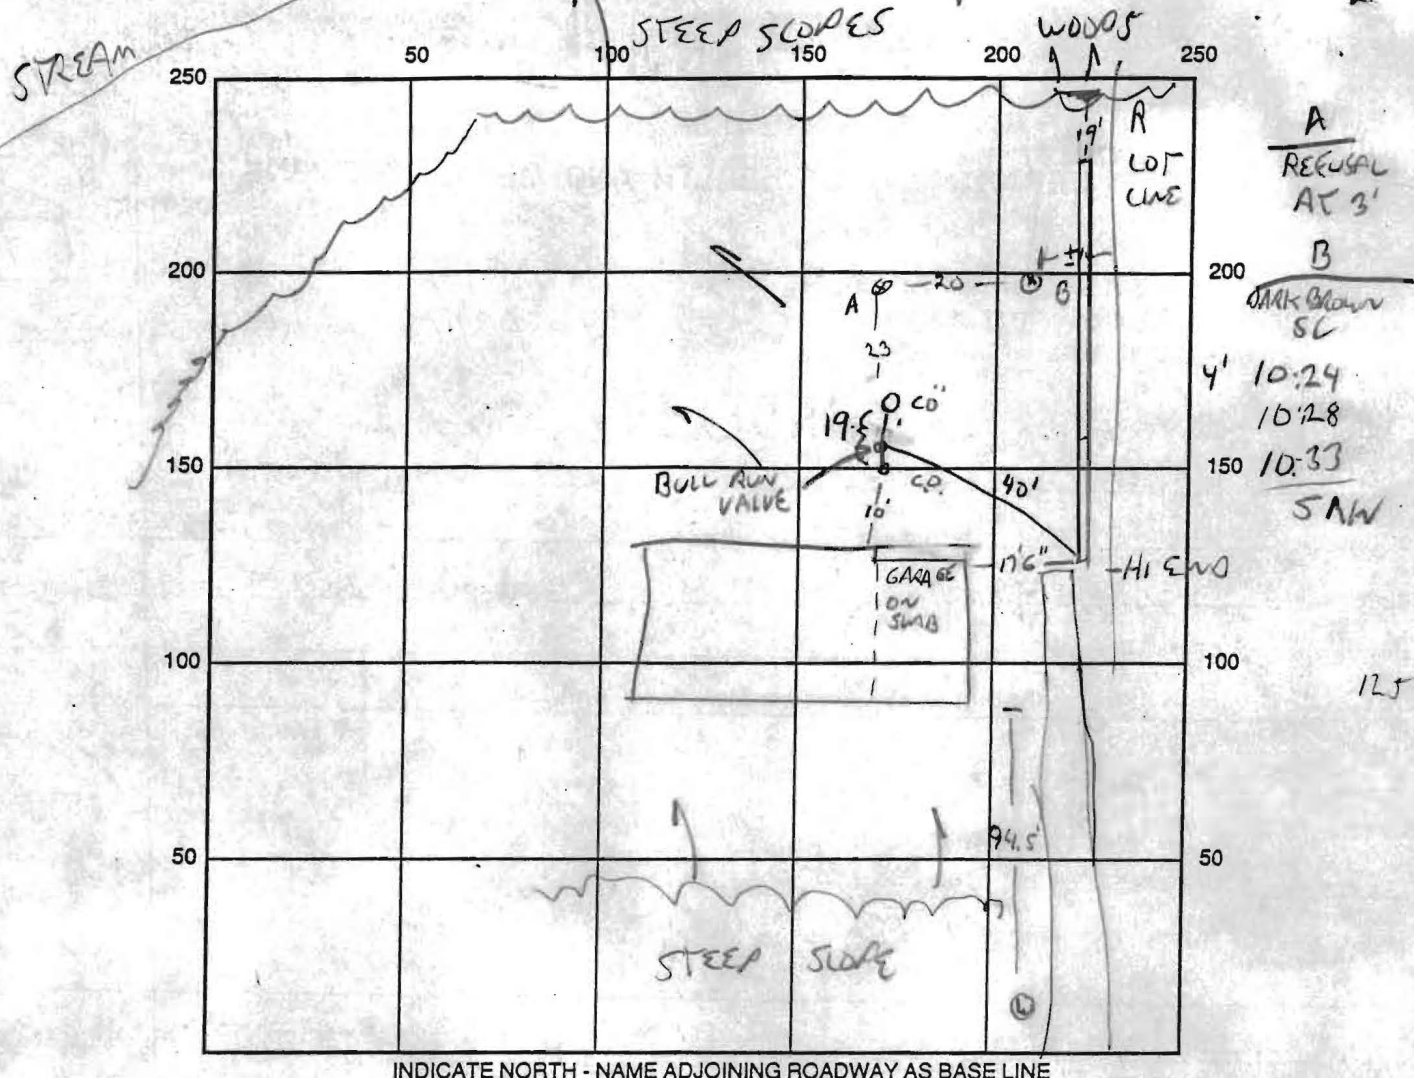 STEEP SLOPES
WOODS
STREAM
50 100 150 200 250
250
19'
R
LOT
LINE
A
REFUSAL
AT 3'
200 200
A
20
B
B
DARK BROWN
SC
23
4' 10:24
10:28
10:33
5 MIN
CO
19
150 150
BULL RUN
VALVE
C.O.
40'
10'
GARAGE
ON
SLAB
17'6"
HI END
100 100
125
50 50
94.5'
STEEP SLOPE
W
INDICATE NORTH - NAME ADJOINING ROADWAY AS BASE LINE